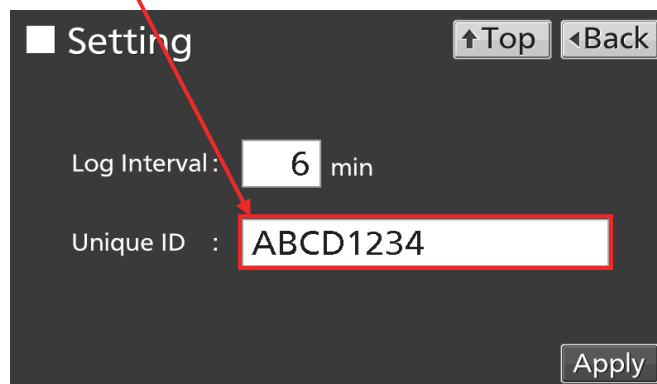 Setting
Top
Back
Log Interval: 6 min
Unique ID : ABCD1234
Apply